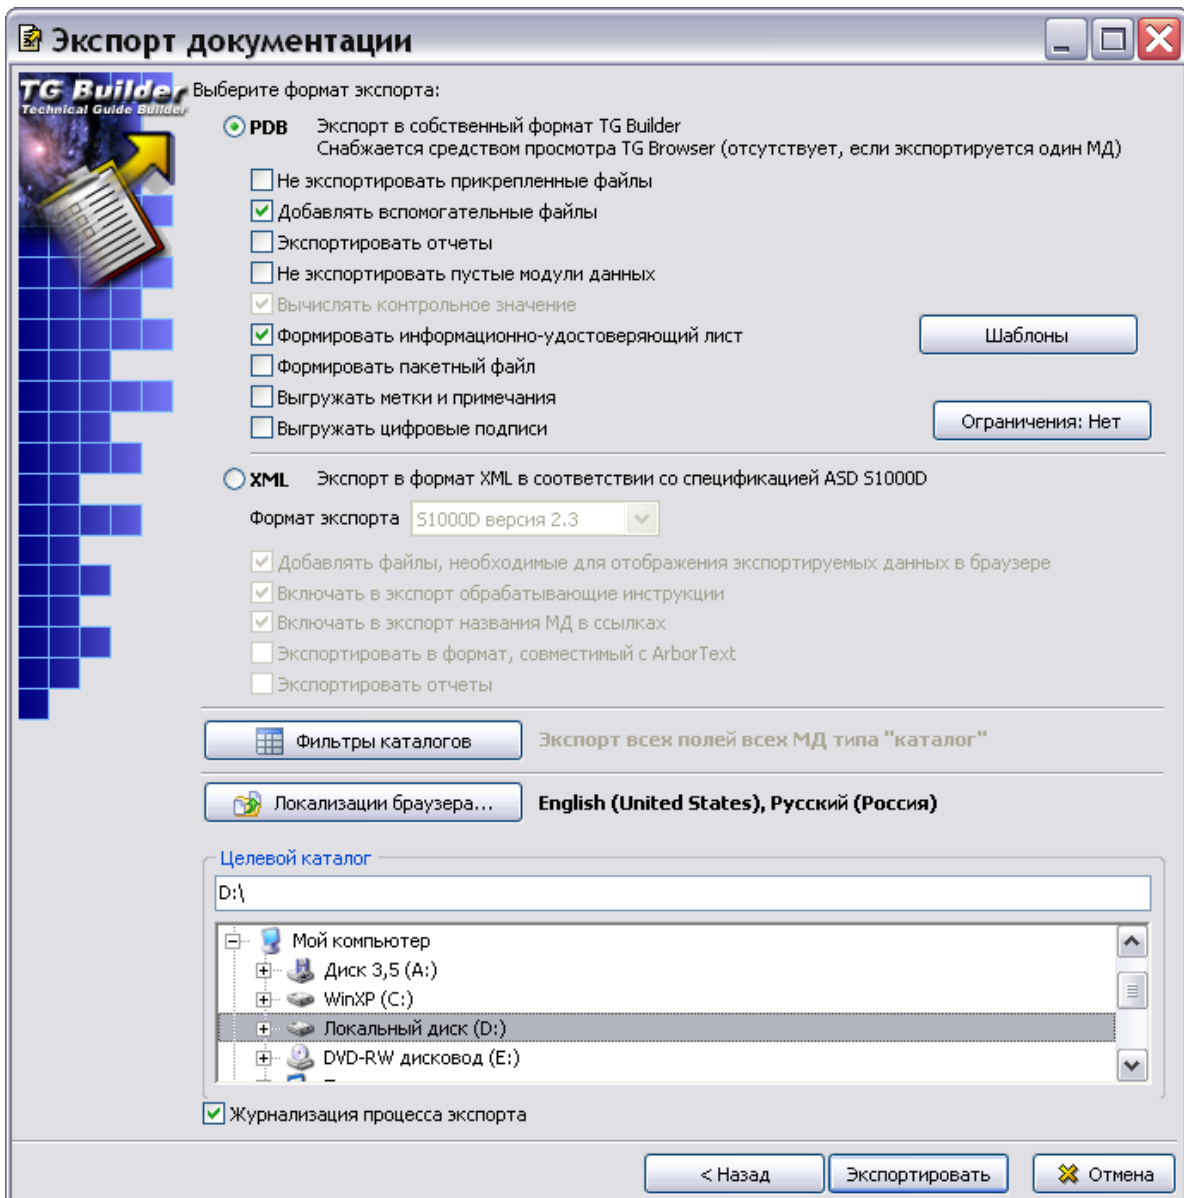 Экспорт документации
TG Builder
Technical Guide Builder
Выберите формат экспорта:
PDB Экспорт в собственный формат TG Builder
Снабжается средством просмотра TG Browser (отсутствует, если экспортируется один МД)
Не экспортировать прикрепленные файлы
Добавлять вспомогательные файлы
Экспортировать отчеты
Не экспортировать пустые модули данных
Вычислять контрольное значение
Формировать информационно-удостоверяющий лист
Шаблоны
Формировать пакетный файл
Выгружать метки и примечания
Выгружать цифровые подписи
Ограничения: Нет
XML Экспорт в формат XML в соответствии со спецификацией ASD S1000D
Формат экспорта S1000D версия 2.3
Добавлять файлы, необходимые для отображения экспортируемых данных в браузере
Включать в экспорт обрабатывающие инструкции
Включать в экспорт названия МД в ссылках
Экспортировать в формат, совместимый с ArborText
Экспортировать отчеты
Фильтры каталогов Экспорт всех полей всех МД типа "каталог"
Локализации браузера... English (United States), Русский (Россия)
Целевой каталог
D:\
Мой компьютер
Диск 3,5 (A:)
WinXP (C:)
Локальный диск (D:)
DVD-RW дисковод (E:)
Журнализация процесса экспорта
< Назад Экспортировать Отмена